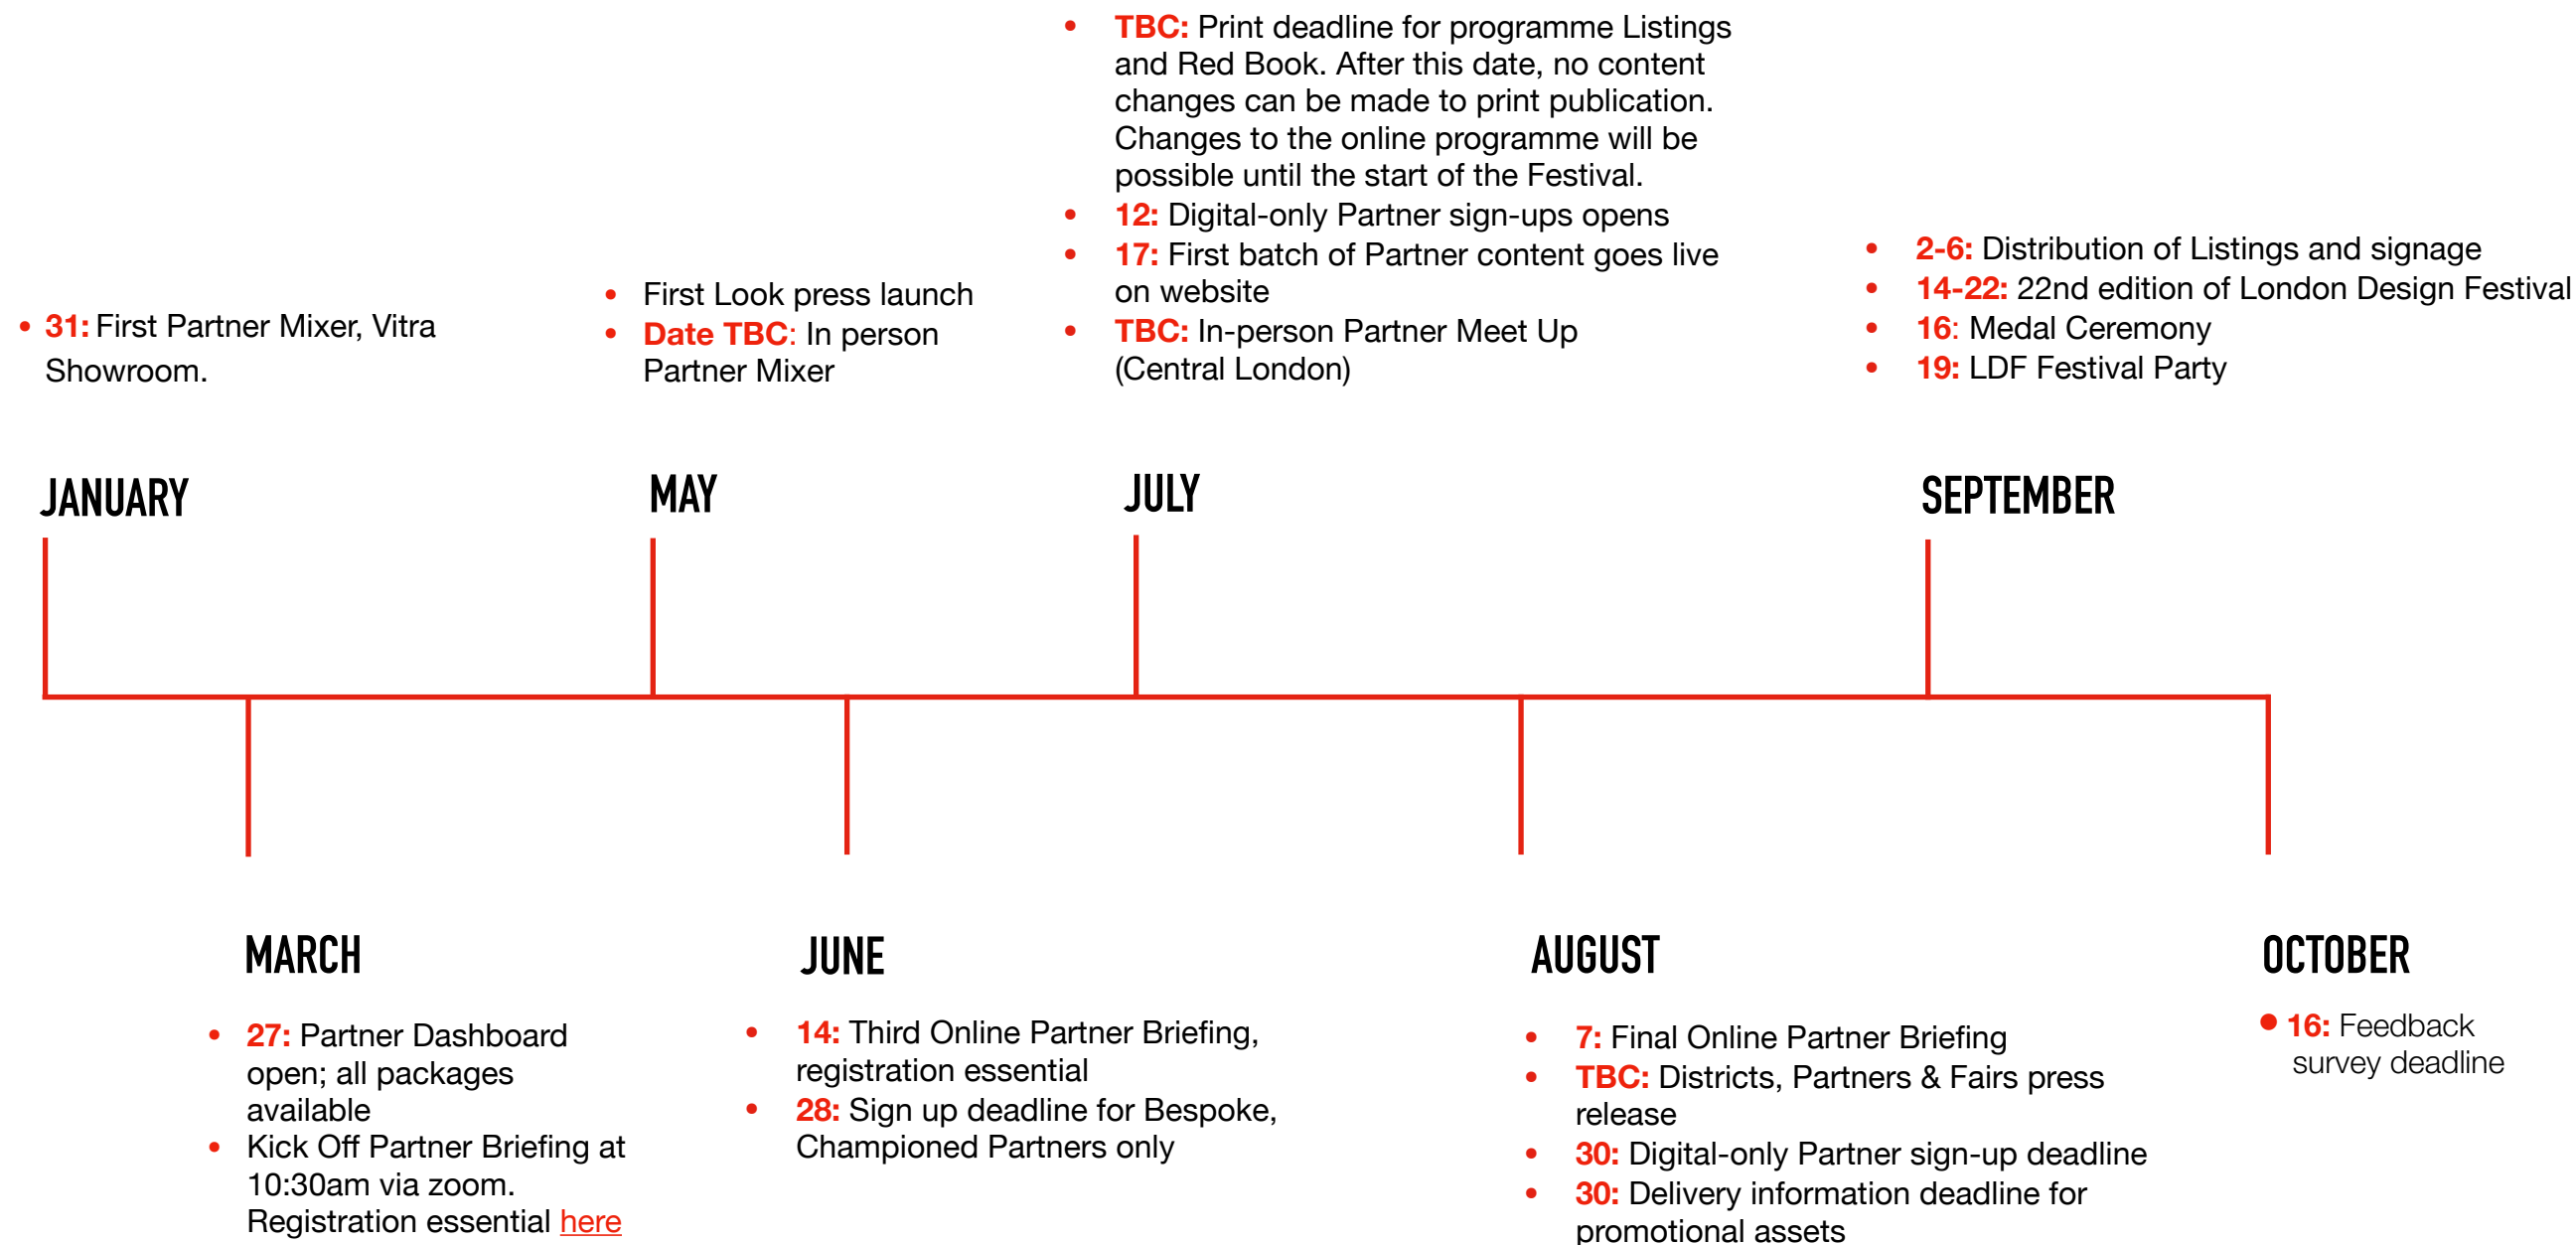 • 31: First Partner Mixer, Vitra
Showroom.
JANUARY
• First Look press launch
• Date TBC: In person
Partner Mixer
MAY
• TBC: Print deadline for programme Listings
and Red Book. After this date, no content
changes can be made to print publication.
Changes to the online programme will be
possible until the start of the Festival.
• 12: Digital-only Partner sign-ups opens
• 17: First batch of Partner content goes live
on website
• TBC: In-person Partner Meet Up
(Central London)
JULY
• 2-6: Distribution of Listings and signage
• 14-22: 22nd edition of London Design Festival
• 16: Medal Ceremony
• 19: LDF Festival Party
SEPTEMBER
MARCH
• 27: Partner Dashboard
open; all packages
available
• Kick Off Partner Briefing at
10:30am via zoom.
Registration essential here
JUNE
• 14: Third Online Partner Briefing,
registration essential
• 28: Sign up deadline for Bespoke,
Championed Partners only
AUGUST
• 7: Final Online Partner Briefing
• TBC: Districts, Partners & Fairs press
release
• 30: Digital-only Partner sign-up deadline
• 30: Delivery information deadline for
promotional assets
OCTOBER
• 16: Feedback
survey deadline